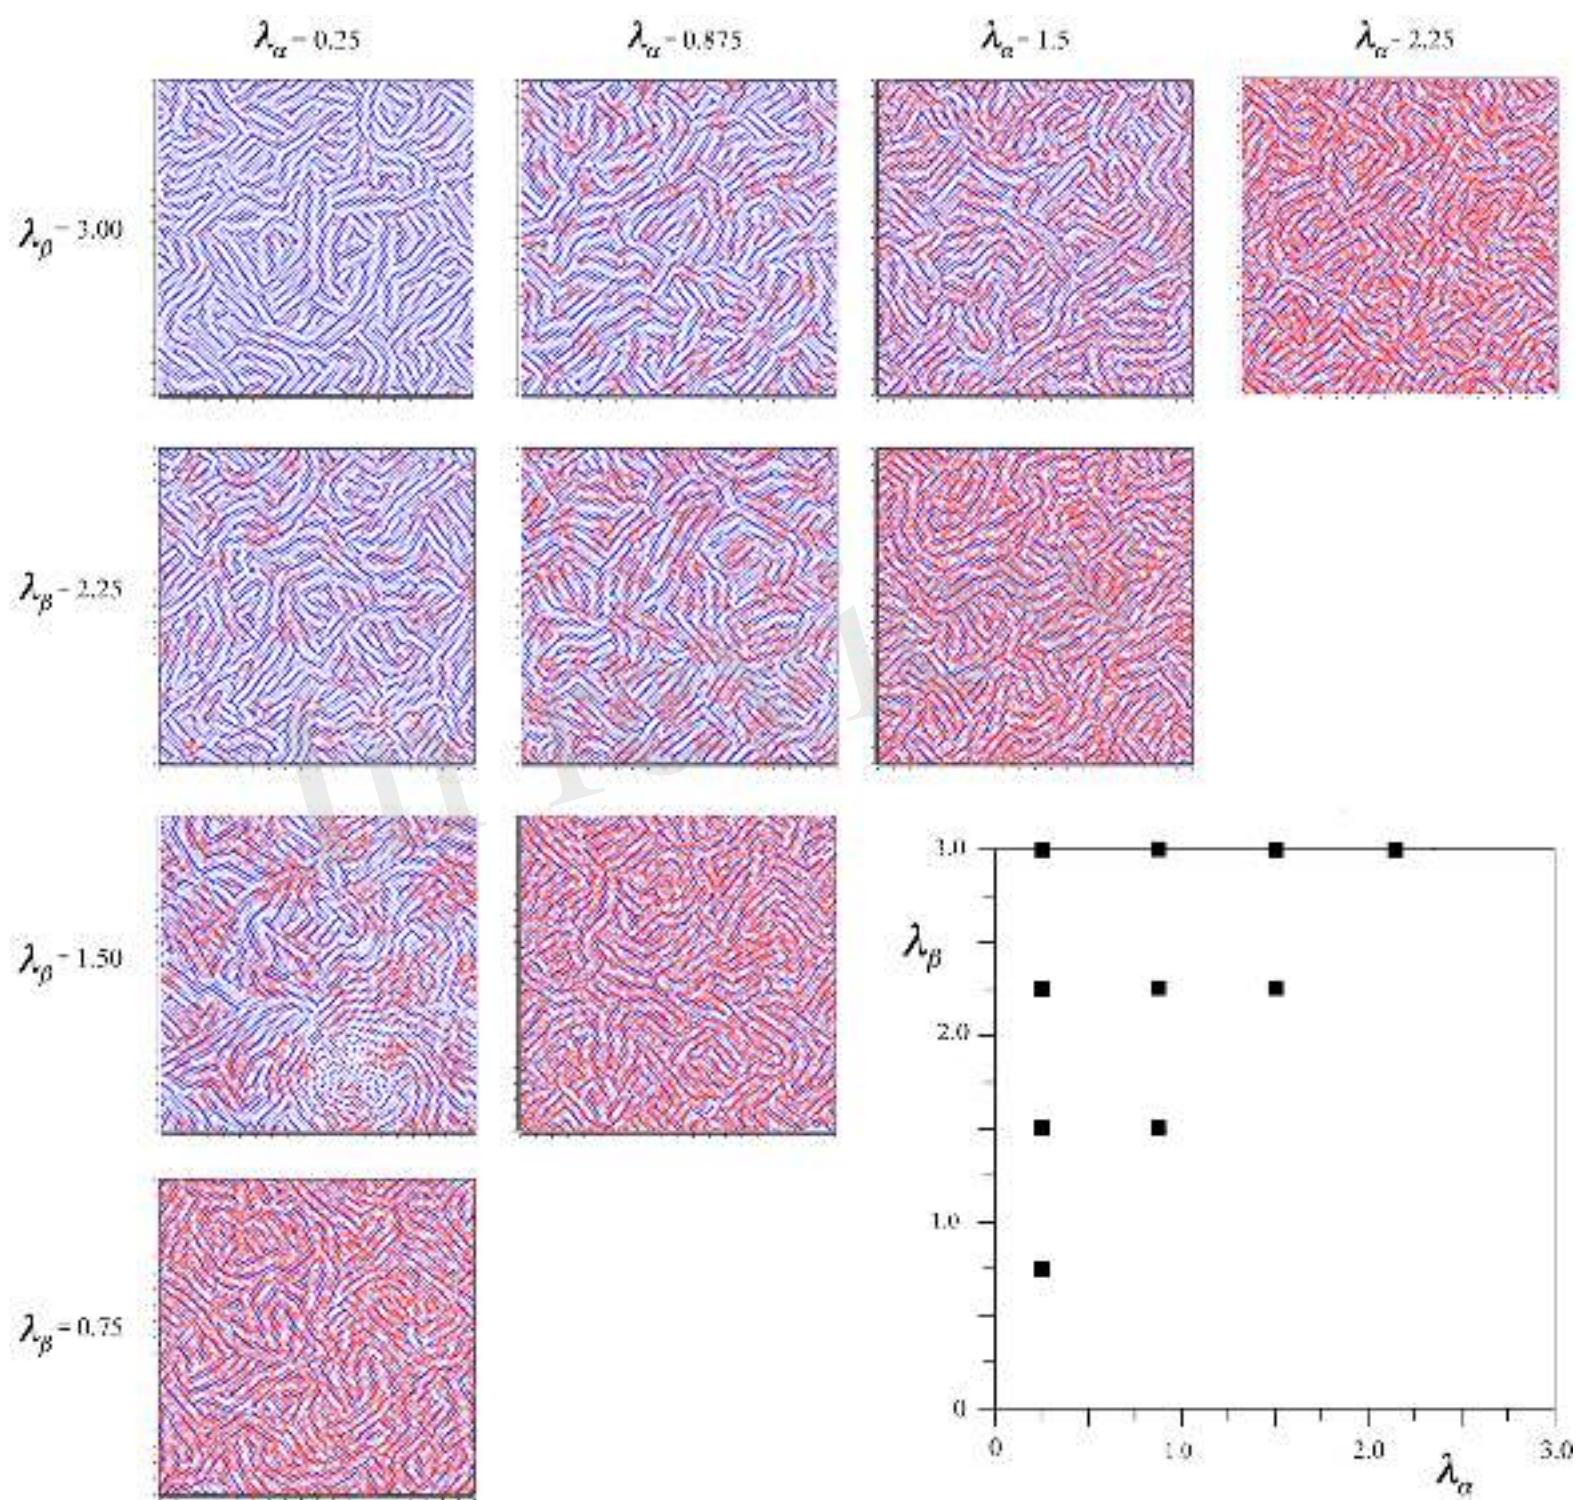 λα = 0.25 λα = 0.875 λα = 1.5 λα - 2.25
λβ = 3.00
λβ - 2.25
λβ = 1.50
λβ = 0.75
3.0
λβ
2.0
1.0
0
0 1.0 2.0 3.0
λα